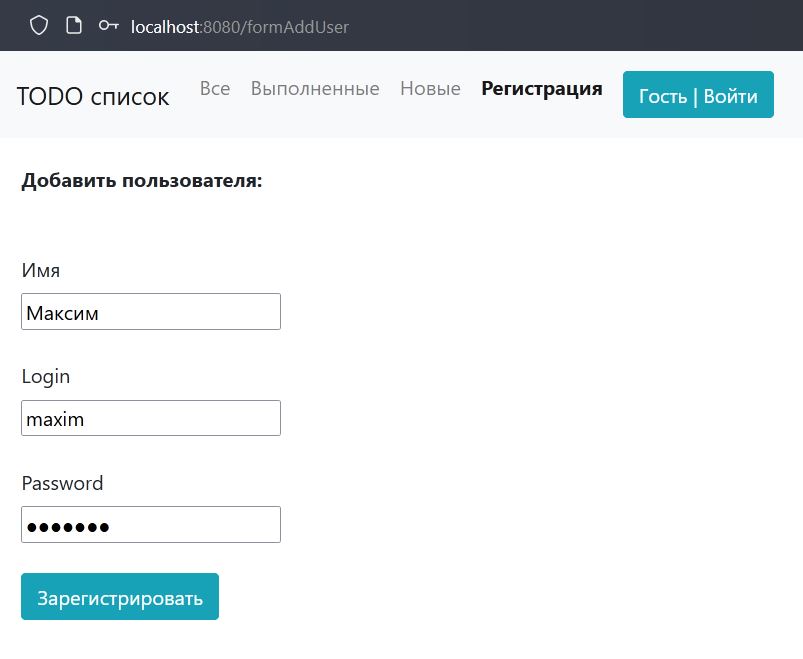 localhost:8080/formAddUser
TODO список Все Выполненные Новые Регистрация Гость | Войти
Добавить пользователя:
Имя
Максим
Login
maxim
Password
●●●●●●●
Зарегистрировать